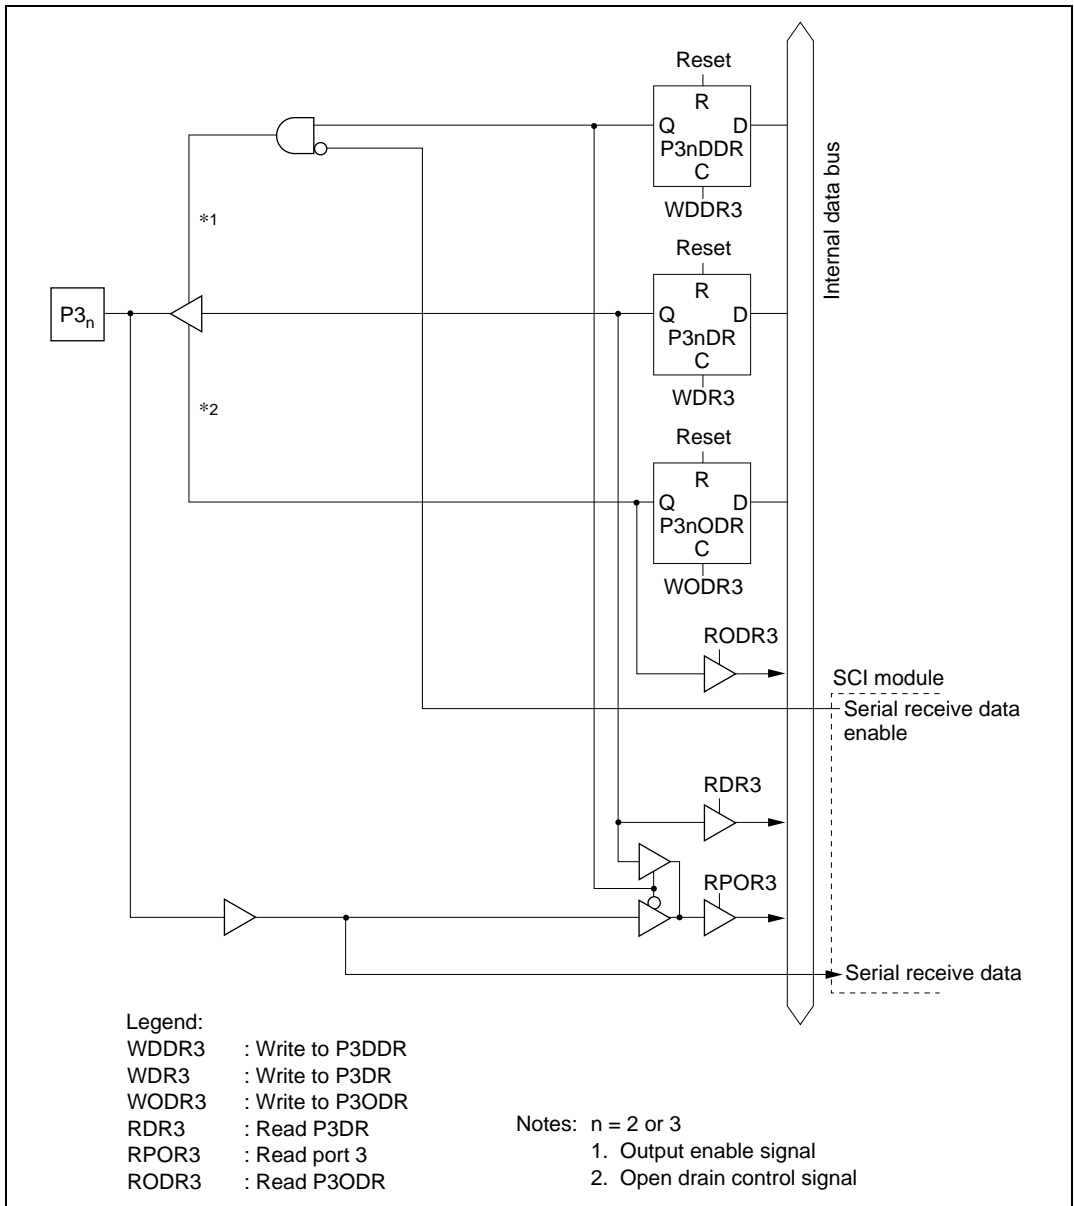 Reset
R
Q D
P3nDDR
C
WDDR3
Internal data bus
*1
Reset
R
P3n
Q D
P3nDR
C
WDR3
*2
Reset
R
Q D
P3nODR
C
WODR3
RODR3
SCI module
Serial receive data
enable
RDR3
RPOR3
Serial receive data
Legend:
WDDR3 : Write to P3DDR
WDR3 : Write to P3DR
WODR3 : Write to P3ODR
RDR3 : Read P3DR
RPOR3 : Read port 3
RODR3 : Read P3ODR
Notes: n = 2 or 3
1. Output enable signal
2. Open drain control signal